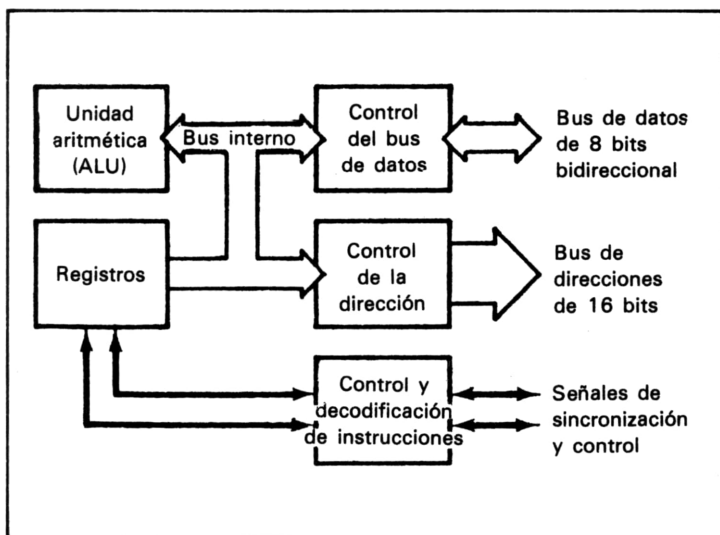 Unidad
aritmética
(ALU)
Bus interno
Control
del bus
de datos
Bus de datos
de 8 bits
bidireccional
Registros
Control
de la
dirección
Bus de
direcciones
de 16 bits
Control y
decodificación
de instrucciones
Señales de
sincronización
y control